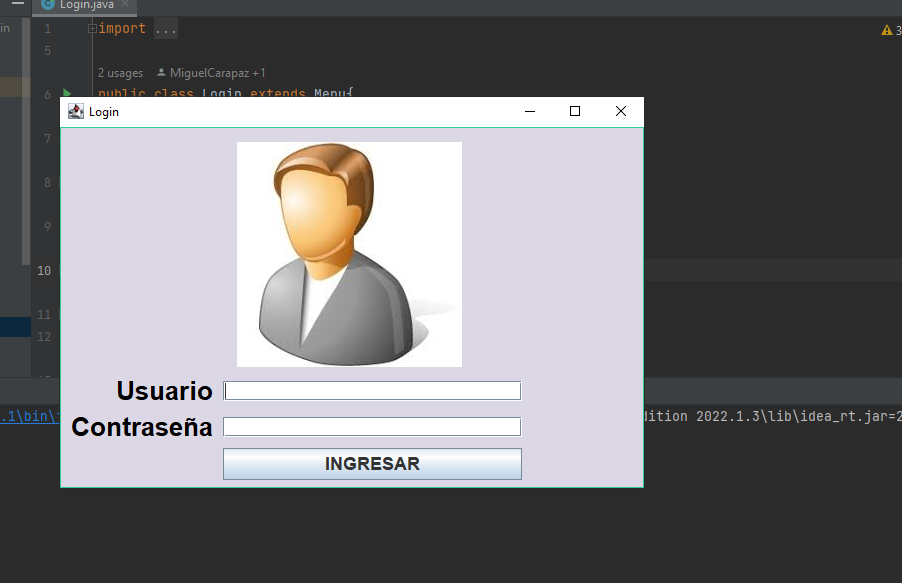 Login.java
in
1 import ...
3
5
2 usages MiguelCarapaz +1
6 public class Login extends Menu{
Login
7
8
9
10
11
12
Usuario
.1\bin\
dition 2022.1.3\lib\idea_rt.jar=2
Contraseña
INGRESAR